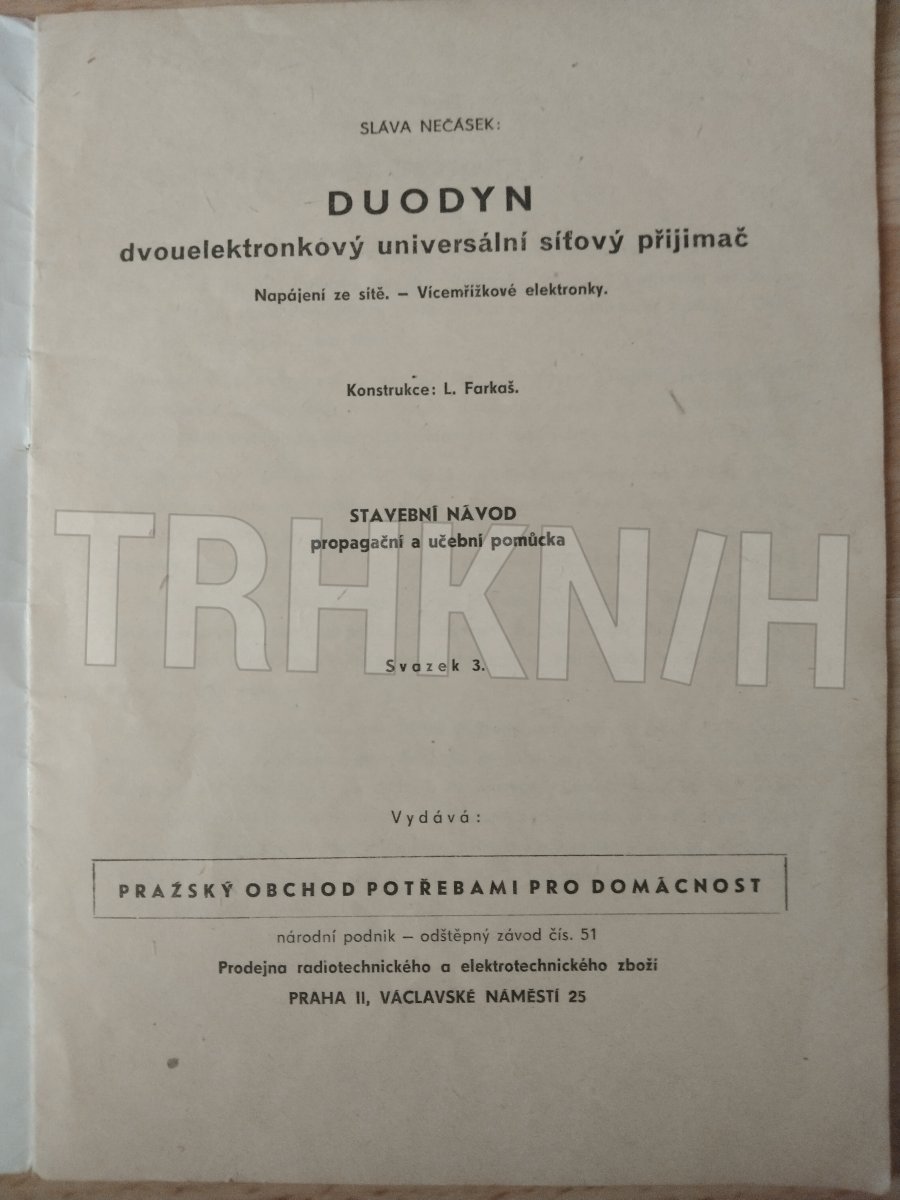 SLÁVA NEČÁSEK:
DUODYN
dvouelektronkový universální síťový přijimač
Napájení ze sítě. – Vícemřížkové elektronky.
Konstrukce: L. Farkaš.
STAVEBNÍ NÁVOD
propagační a učební pomůcka
TRHKN/H
Svazek 3.
Vydává:
PRAŽSKÝ OBCHOD POTŘEBAMI PRO DOMÁCNOST
národní podnik – odštěpný závod čís. 51
Prodejna radiotechnického a elektrotechnického zboží
PRAHA II, VÁCLAVSKÉ NÁMĚSTÍ 25